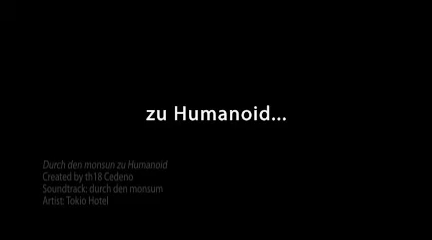 zu Humanoid...
Durch den monsun zu Humanoid
Created by th18 Cedeno
Soundtrack: durch den monsum
Artist: Tokio Hotel